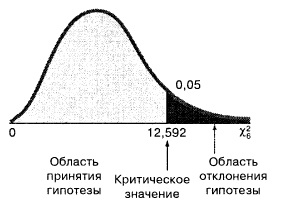 0,05
0 12,592 χ²₆
Область
принятия
гипотезы
Критическое
значение
Область
отклонения
гипотезы